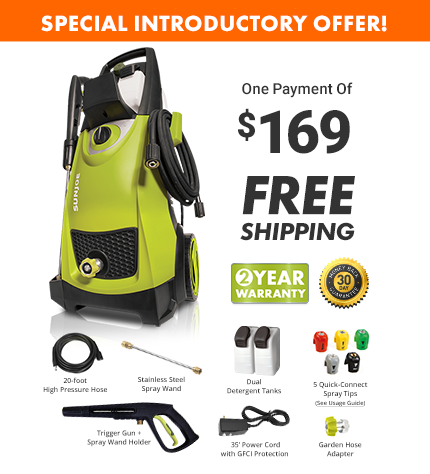 SPECIAL INTRODUCTORY OFFER!
One Payment Of
$169
FREE
SHIPPING
SUNJOE
2 YEAR
WARRANTY
MONEY BACK
30
DAY
GUARANTEE
20-foot
High Pressure Hose
Stainless Steel
Spray Wand
Dual
Detergent Tanks
5 Quick-Connect
Spray Tips
(See Usage Guide)
Trigger Gun +
Spray Wand Holder
35' Power Cord
with GFCI Protection
Garden Hose
Adapter